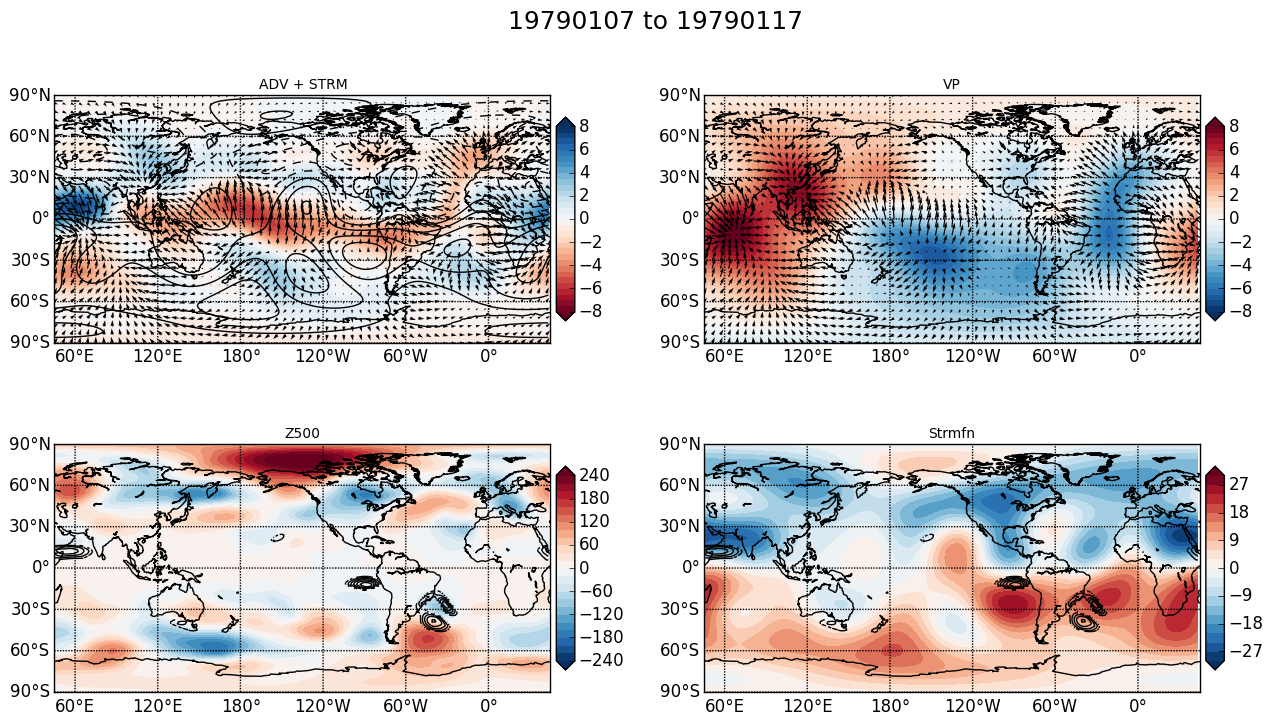 19790107 to 19790117
ADV + STRM
90°N
60°N
30°N
0°
30°S
60°S
90°S
60°E 120°E 180° 120°W 60°W 0°
8
6
4
2
0
−2
−4
−6
−8
VP
90°N
60°N
30°N
0°
30°S
60°S
90°S
60°E 120°E 180° 120°W 60°W 0°
8
6
4
2
0
−2
−4
−6
−8
Z500
90°N
60°N
30°N
0°
30°S
60°S
90°S
60°E 120°E 180° 120°W 60°W 0°
240
180
120
60
0
−60
−120
−180
−240
Strmfn
90°N
60°N
30°N
0°
30°S
60°S
90°S
60°E 120°E 180° 120°W 60°W 0°
27
18
9
0
−9
−18
−27